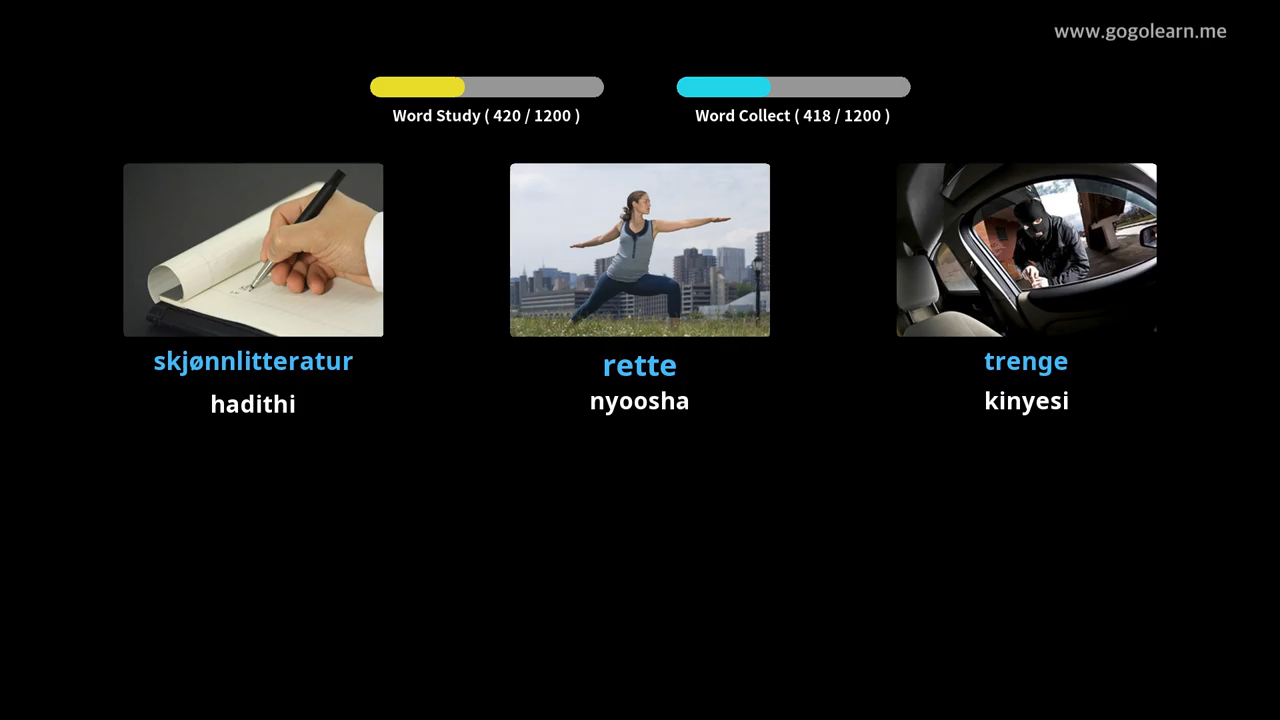 www.gogolearn.me
Word Study ( 420 / 1200 )
Word Collect ( 418 / 1200 )
skjønnlitteratur
hadithi
rette
nyoosha
trenge
kinyesi